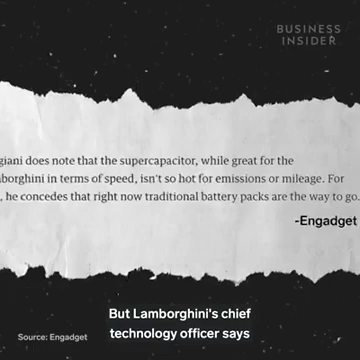 BUSINESS
INSIDER
giani does note that the supercapacitor, while great for the
nborghini in terms of speed, isn't so hot for emissions or mileage. For
, he concedes that right now traditional battery packs are the way to go.
-Engadget
But Lamborghini's chief
technology officer says
Source: Engadget